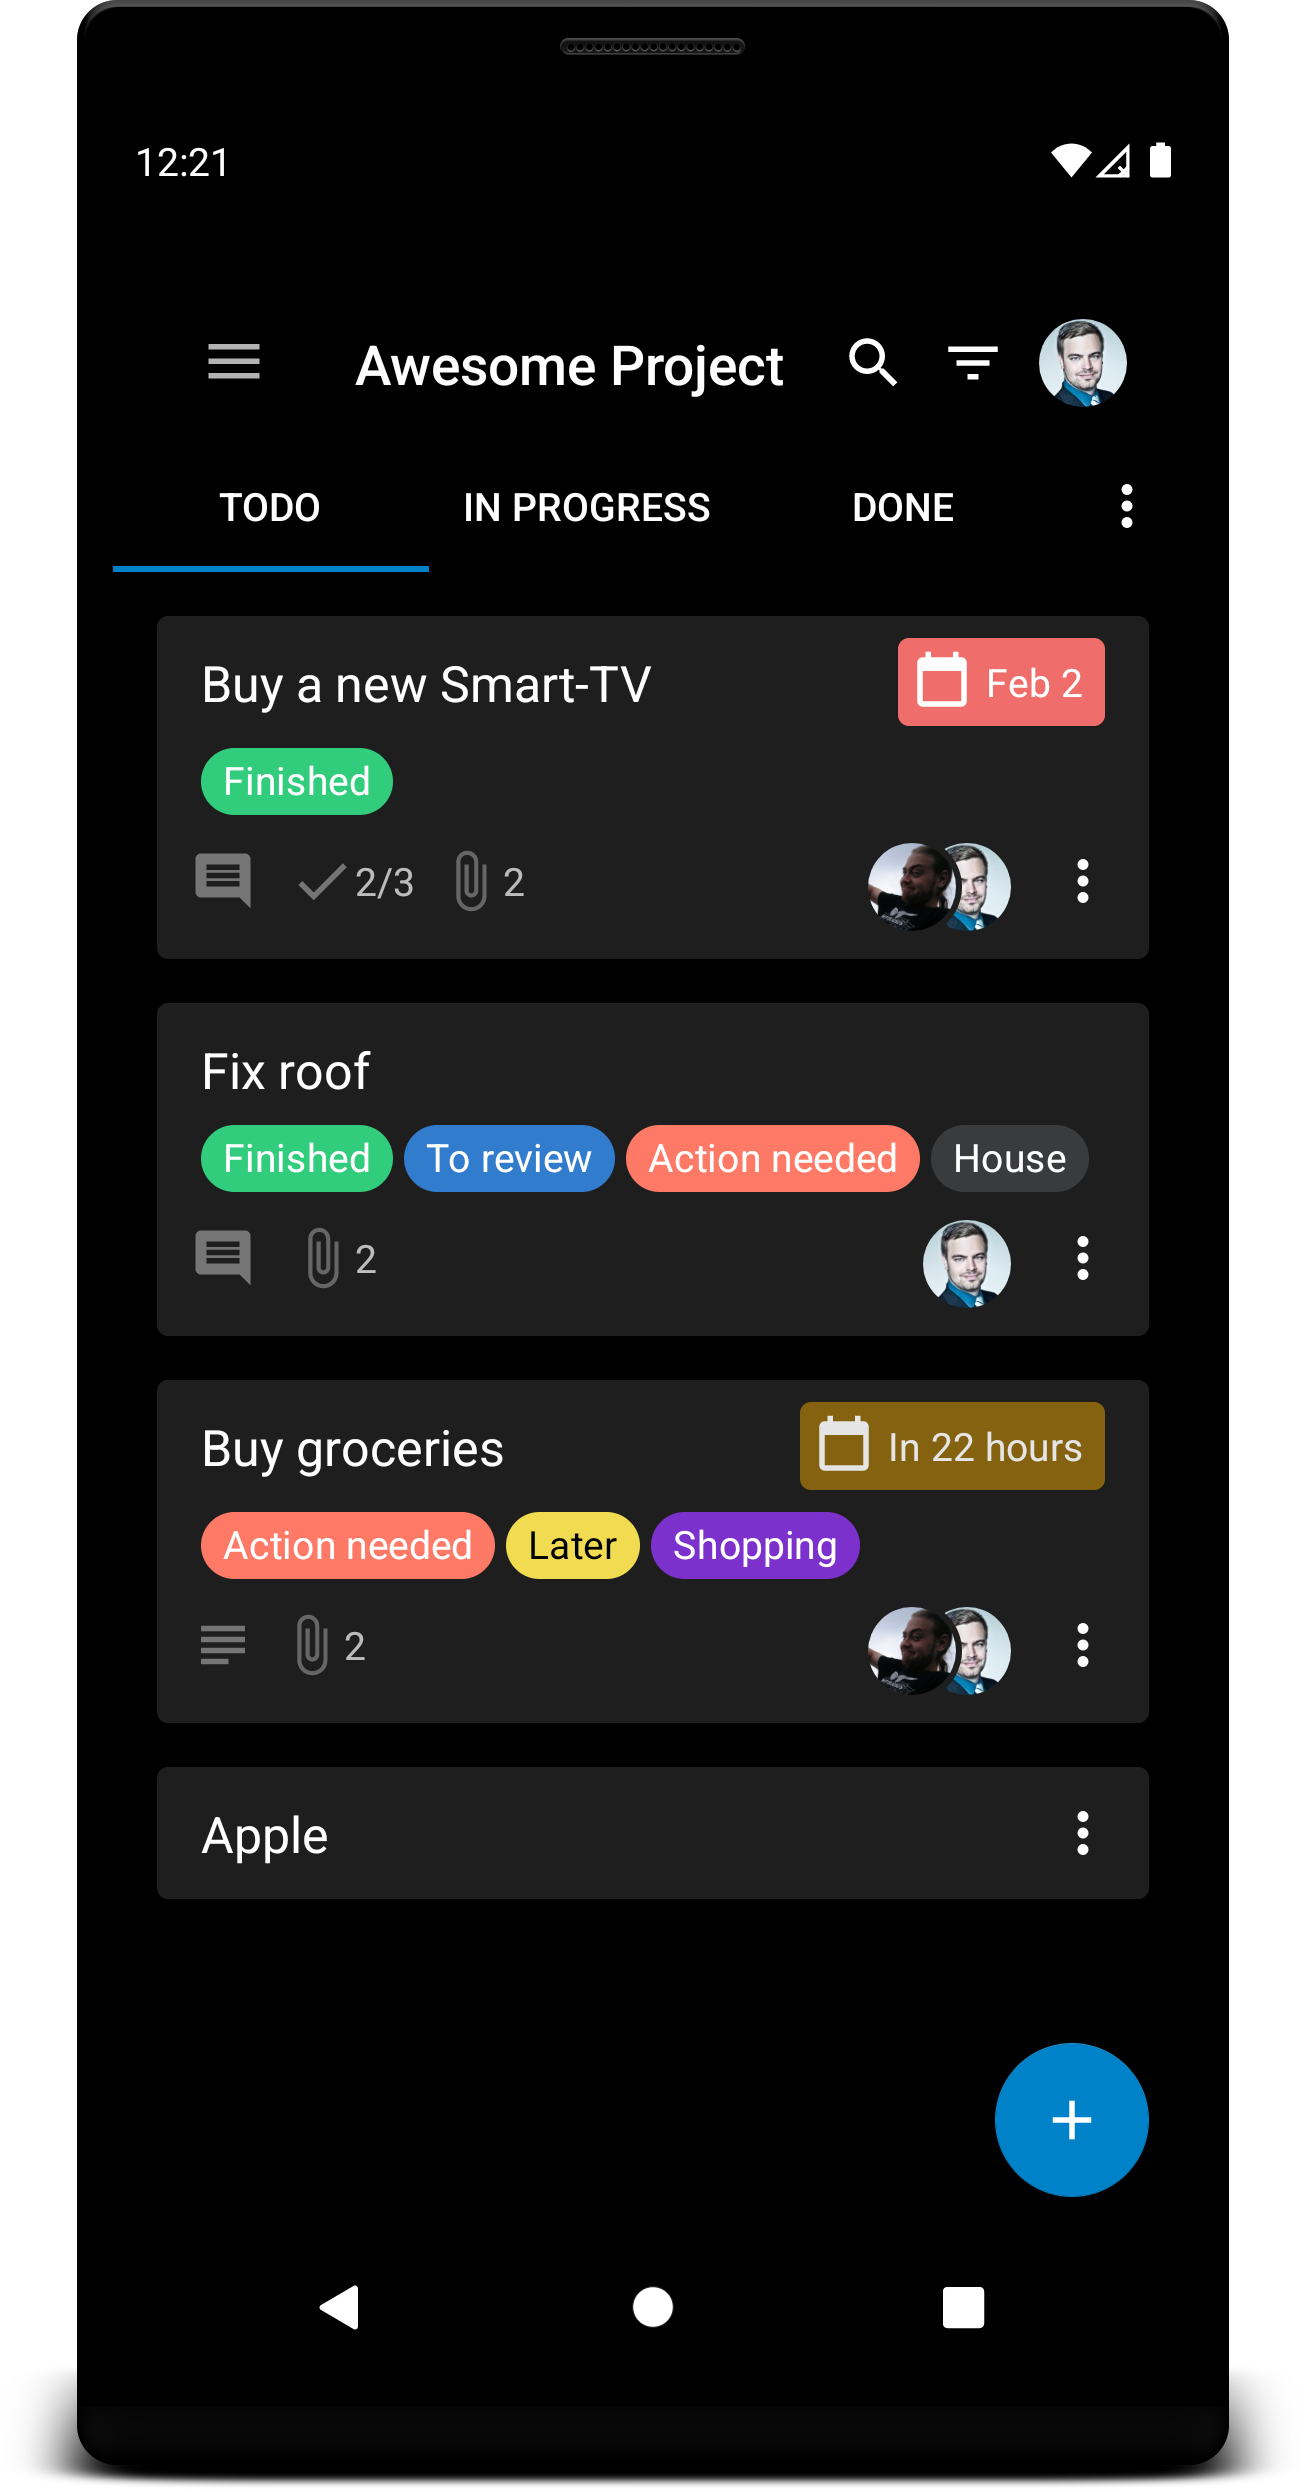 12:21
Awesome Project
TODO IN PROGRESS DONE
Buy a new Smart-TV Feb 2
Finished
2/3 2
Fix roof
Finished To review Action needed House
2
Buy groceries In 22 hours
Action needed Later Shopping
2
Apple